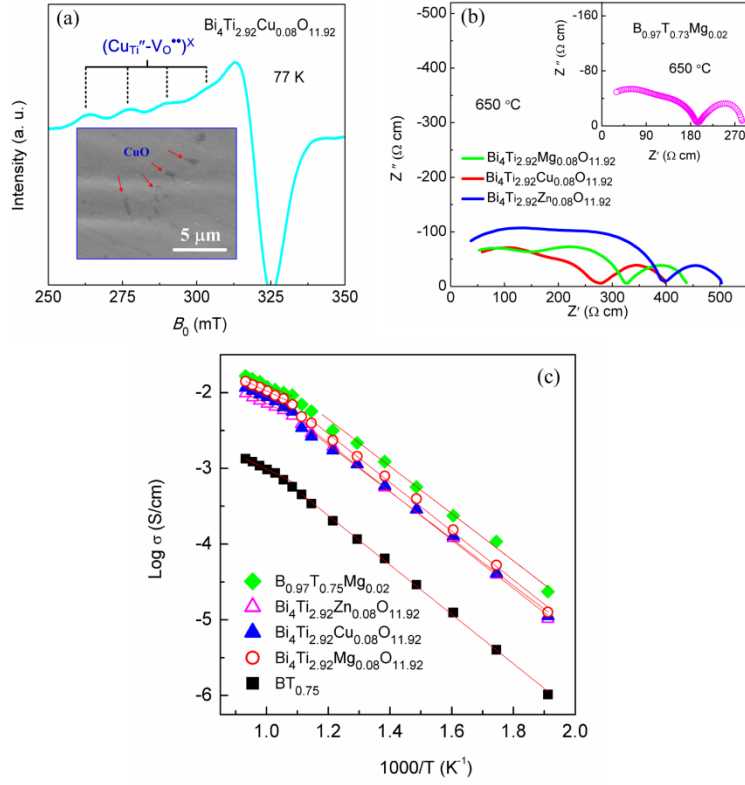 (a)
Bi₄Ti₂.₉₂Cu₀.₀₈O₁₁.₉₂
(Cu_Ti″-V_O^••)^X
77 K
CuO
5 μm
Intensity (a. u.)
250 275 300 325 350
B₀ (mT)
(b)
-500
-400
-300
-200
-100
0
Z″ (Ω cm)
650 °C
-160
-80
0
Z″ (Ω cm)
B₀.₉₇T₀.₇₃Mg₀.₀₂
650 °C
0 90 180 270
Z′ (Ω cm)
Bi₄Ti₂.₉₂Mg₀.₀₈O₁₁.₉₂
Bi₄Ti₂.₉₂Cu₀.₀₈O₁₁.₉₂
Bi₄Ti₂.₉₂Zn₀.₀₈O₁₁.₉₂
0 100 200 300 400 500
Z′ (Ω cm)
(c)
-2
-3
-4
-5
-6
Log σ (S/cm)
B₀.₉₇T₀.₇₅Mg₀.₀₂
Bi₄Ti₂.₉₂Zn₀.₀₈O₁₁.₉₂
Bi₄Ti₂.₉₂Cu₀.₀₈O₁₁.₉₂
Bi₄Ti₂.₉₂Mg₀.₀₈O₁₁.₉₂
BT₀.₇₅
1.0 1.2 1.4 1.6 1.8 2.0
1000/T (K⁻¹)